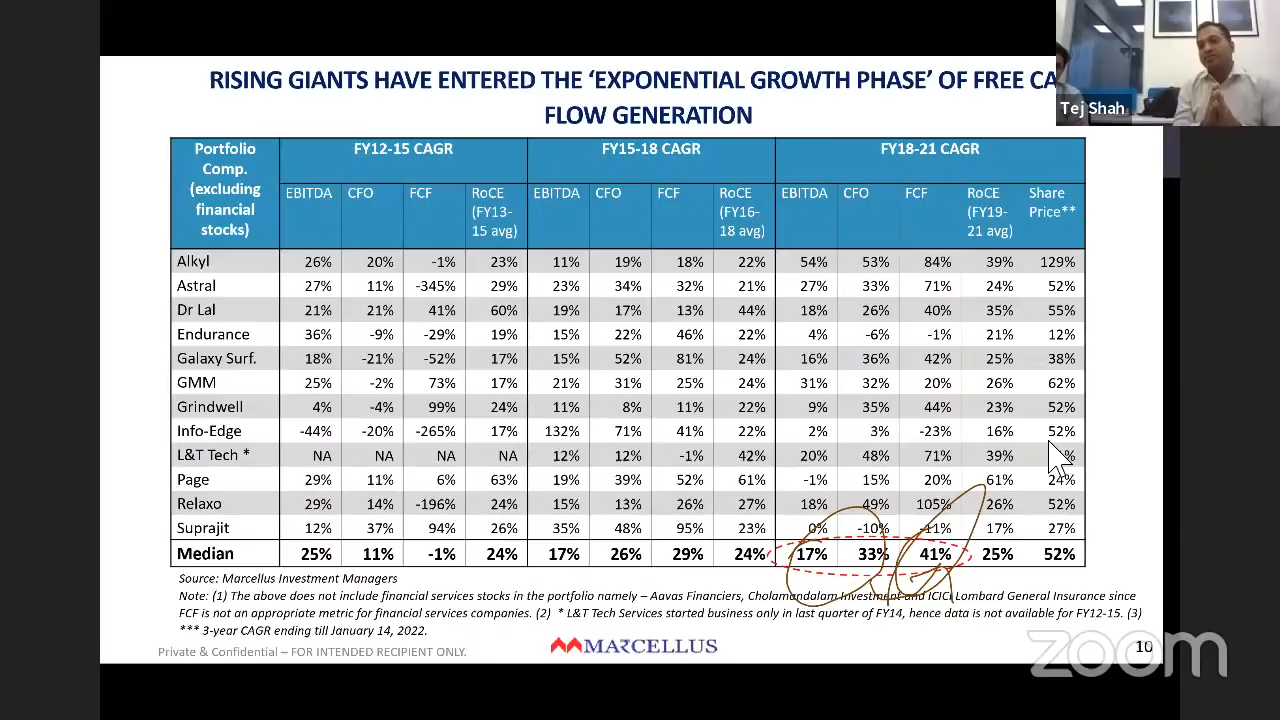 RISING GIANTS HAVE ENTERED THE ‘EXPONENTIAL GROWTH PHASE’ OF FREE CA
FLOW GENERATION
Tej Shah
Portfolio Comp. (excluding financial stocks) FY12-15 CAGR FY15-18 CAGR FY18-21 CAGR
EBITDA CFO FCF RoCE (FY13-15 avg) EBITDA CFO FCF RoCE (FY16-18 avg) EBITDA CFO FCF RoCE (FY19-21 avg) Share Price**
Alkyl 26% 20% -1% 23% 11% 19% 18% 22% 54% 53% 84% 39% 129%
Astral 27% 11% -345% 29% 23% 34% 32% 21% 27% 33% 71% 24% 52%
Dr Lal 21% 21% 41% 60% 19% 17% 13% 44% 18% 26% 40% 35% 55%
Endurance 36% -9% -29% 19% 15% 22% 46% 22% 4% -6% -1% 21% 12%
Galaxy Surf. 18% -21% -52% 17% 15% 52% 81% 24% 16% 36% 42% 25% 38%
GMM 25% -2% 73% 17% 21% 31% 25% 24% 31% 32% 20% 26% 62%
Grindwell 4% -4% 99% 24% 11% 8% 11% 22% 9% 35% 44% 23% 52%
Info-Edge -44% -20% -265% 17% 132% 71% 41% 22% 2% 3% -23% 16% 52%
L&T Tech * NA NA NA NA 12% 12% -1% 42% 20% 48% 71% 39%
Page 29% 11% 6% 63% 19% 39% 52% 61% -1% 15% 20% 61% 24%
Relaxo 29% 14% -196% 24% 15% 13% 26% 27% 18% 49% 105% 26% 52%
Suprajit 12% 37% 94% 26% 35% 48% 95% 23% 0% -10% -11% 17% 27%
Median 25% 11% -1% 24% 17% 26% 29% 24% 17% 33% 41% 25% 52%
Source: Marcellus Investment Managers
Note: (1) The above does not include financial services stocks in the portfolio namely – Aavas Financiers, Cholamandalam Investment and ICICI Lombard General Insurance since
FCF is not an appropriate metric for financial services companies. (2) * L&T Tech Services started business only in last quarter of FY14, hence data is not available for FY12-15. (3)
*** 3-year CAGR ending till January 14, 2022.
Private & Confidential – FOR INTENDED RECIPIENT ONLY.
MARCELLUS
10
zoom